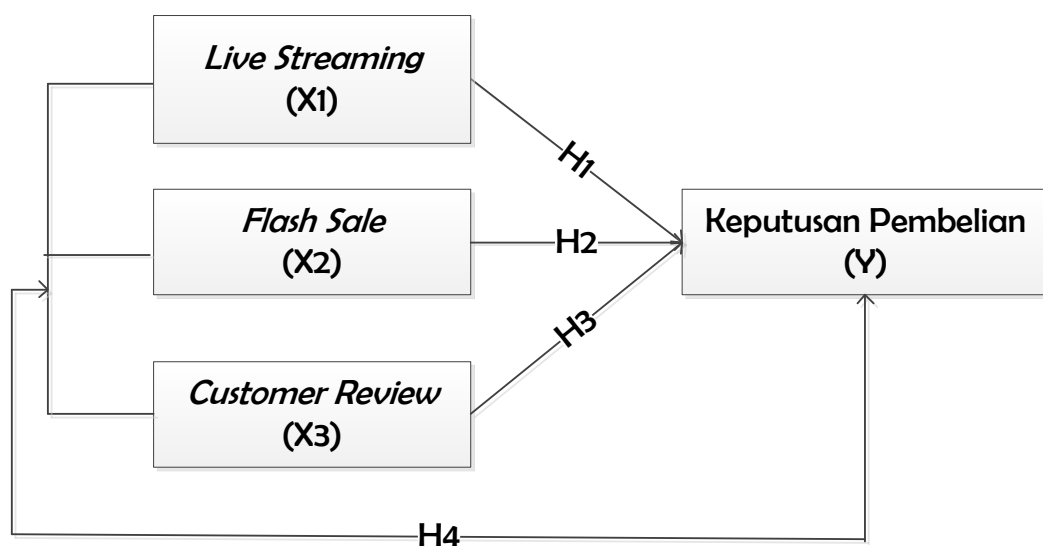 Live Streaming
(X1)
H1
Flash Sale
(X2)
H2
Keputusan Pembelian
(Y)
H3
Customer Review
(X3)
H4